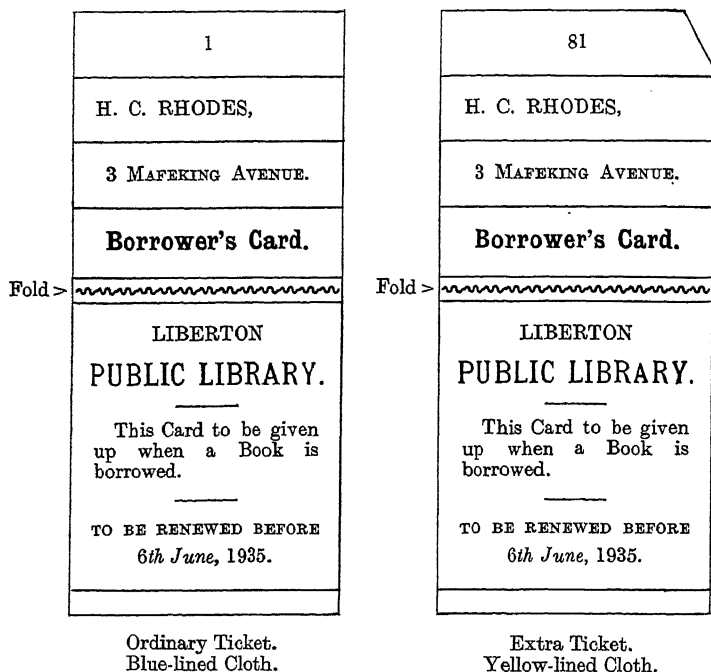 1
H. C. RHODES,
3 MAFEKING AVENUE.
Borrower's Card.
Fold >
LIBERTON
PUBLIC LIBRARY.
This Card to be given
up when a Book is
borrowed.
TO BE RENEWED BEFORE
6th June, 1935.
Ordinary Ticket.
Blue-lined Cloth.
81
H. C. RHODES,
3 MAFEKING AVENUE.
Borrower's Card.
Fold >
LIBERTON
PUBLIC LIBRARY.
This Card to be given
up when a Book is
borrowed.
TO BE RENEWED BEFORE
6th June, 1935.
Extra Ticket.
Yellow-lined Cloth.